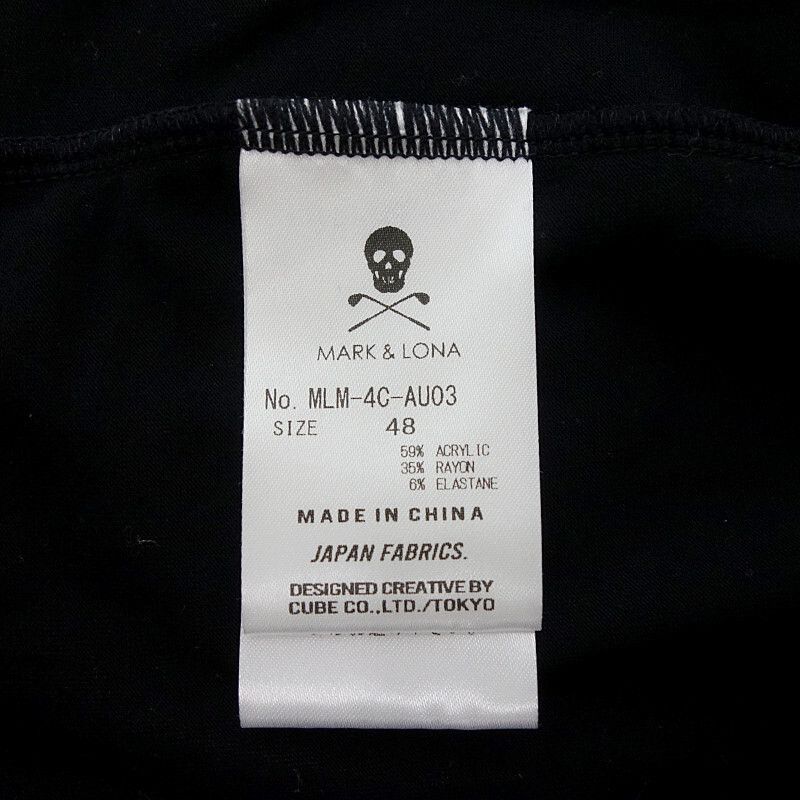 MARK & LONA
No. MLM-4C-AU03
SIZE 48
59% ACRYLIC
35% RAYON
6% ELASTANE
MADE IN CHINA
JAPAN FABRICS.
DESIGNED CREATIVE BY
CUBE CO.,LTD./TOKYO